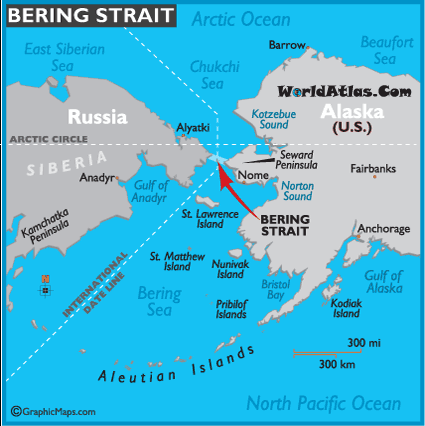 BERING STRAIT
Arctic Ocean
East Siberian
Sea
Chukchi
Sea
Barrow
Beaufort
Sea
WorldAtlas.Com
Russia
Alaska
(U.S.)
Kotzebue
Sound
Alyatki
ARCTIC CIRCLE
SIBERIA
Seward
Peninsula
Anadyr
Gulf of
Anadyr
Nome
Norton
Sound
Fairbanks
St. Lawrence
Island
BERING
STRAIT
Kamchatka
Peninsula
Anchorage
St. Matthew
Island
Nunivak
Island
INTERNATIONAL
DATE LINE
Bering
Sea
Pribilof
Islands
Bristol
Bay
Gulf of
Alaska
Kodiak
Island
Aleutian Islands
300 mi
300 km
North Pacific Ocean
©GraphicMaps.com